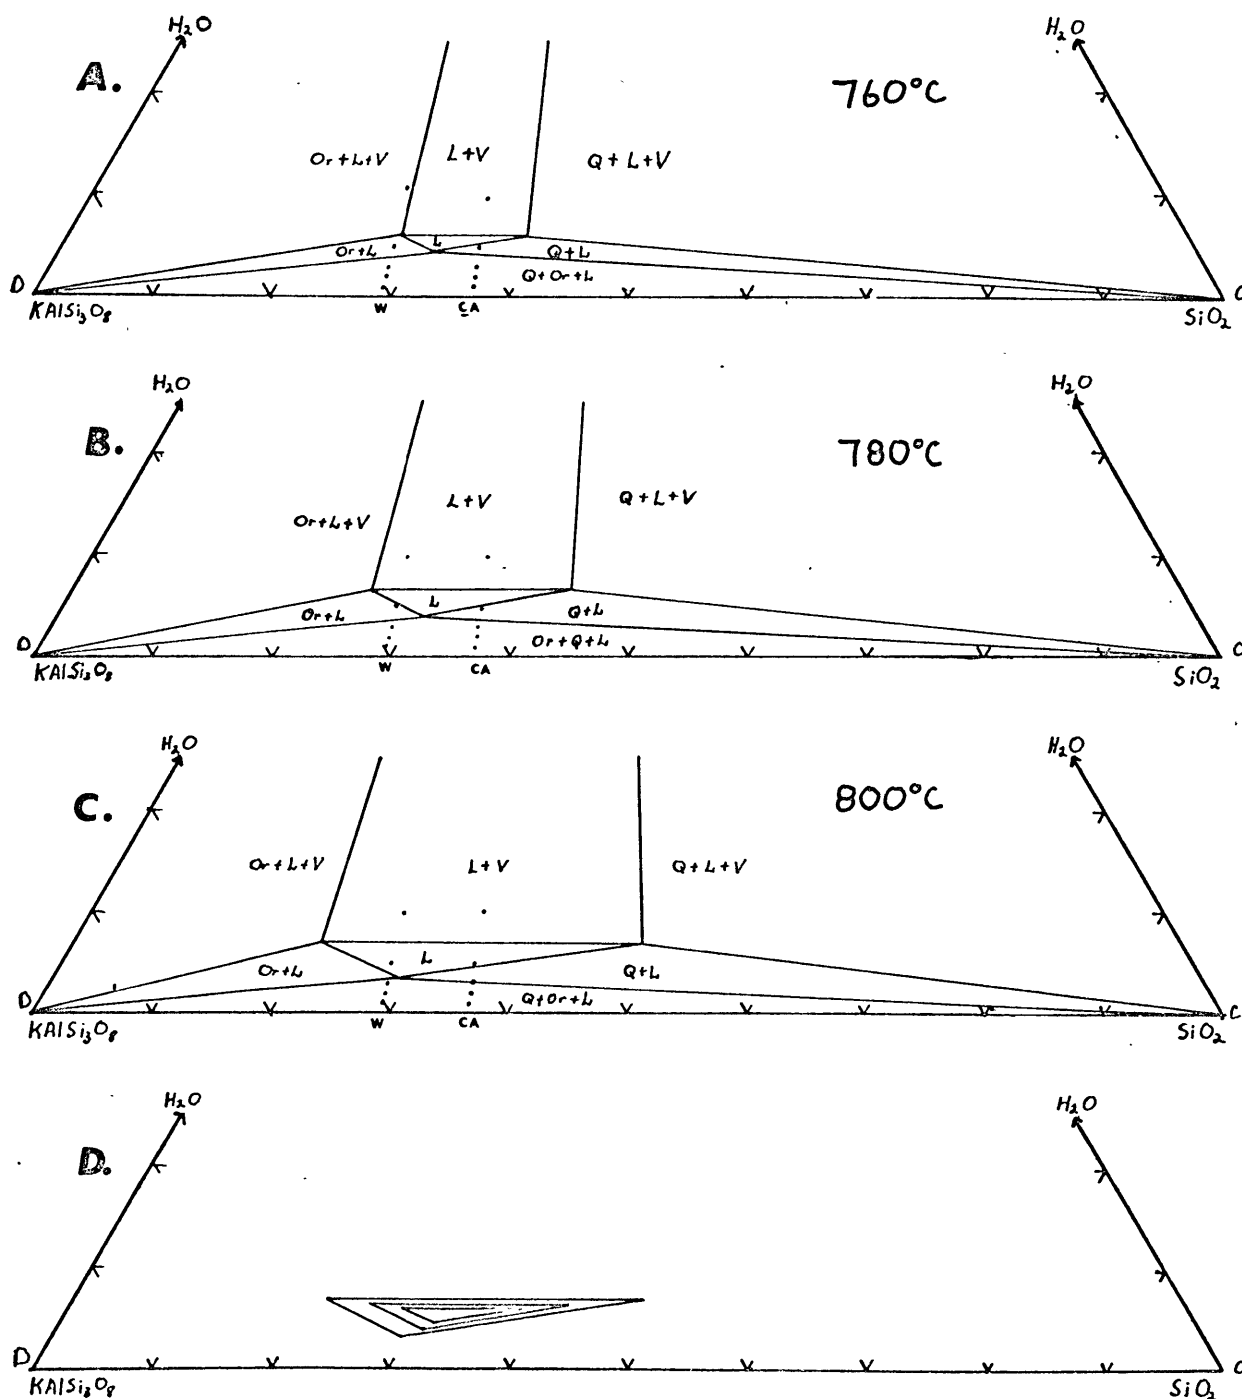 H₂O H₂O
A. 760°C
Or+L+V L+V Q+L+V
Or+L L Q+L
Q+Or+L
D C
W CA
KAlSi₃O₈ SiO₂
H₂O H₂O
B. 780°C
Or+L+V L+V Q+L+V
Or+L L Q+L
Or+Q+L
D C
W CA
KAlSi₃O₈ SiO₂
H₂O H₂O
C. 800°C
Or+L+V L+V Q+L+V
Or+L L Q+L
Q+Or+L
D C
W CA
KAlSi₃O₈ SiO₂
H₂O H₂O
D.
D C
KAlSi₃O₈ SiO₂